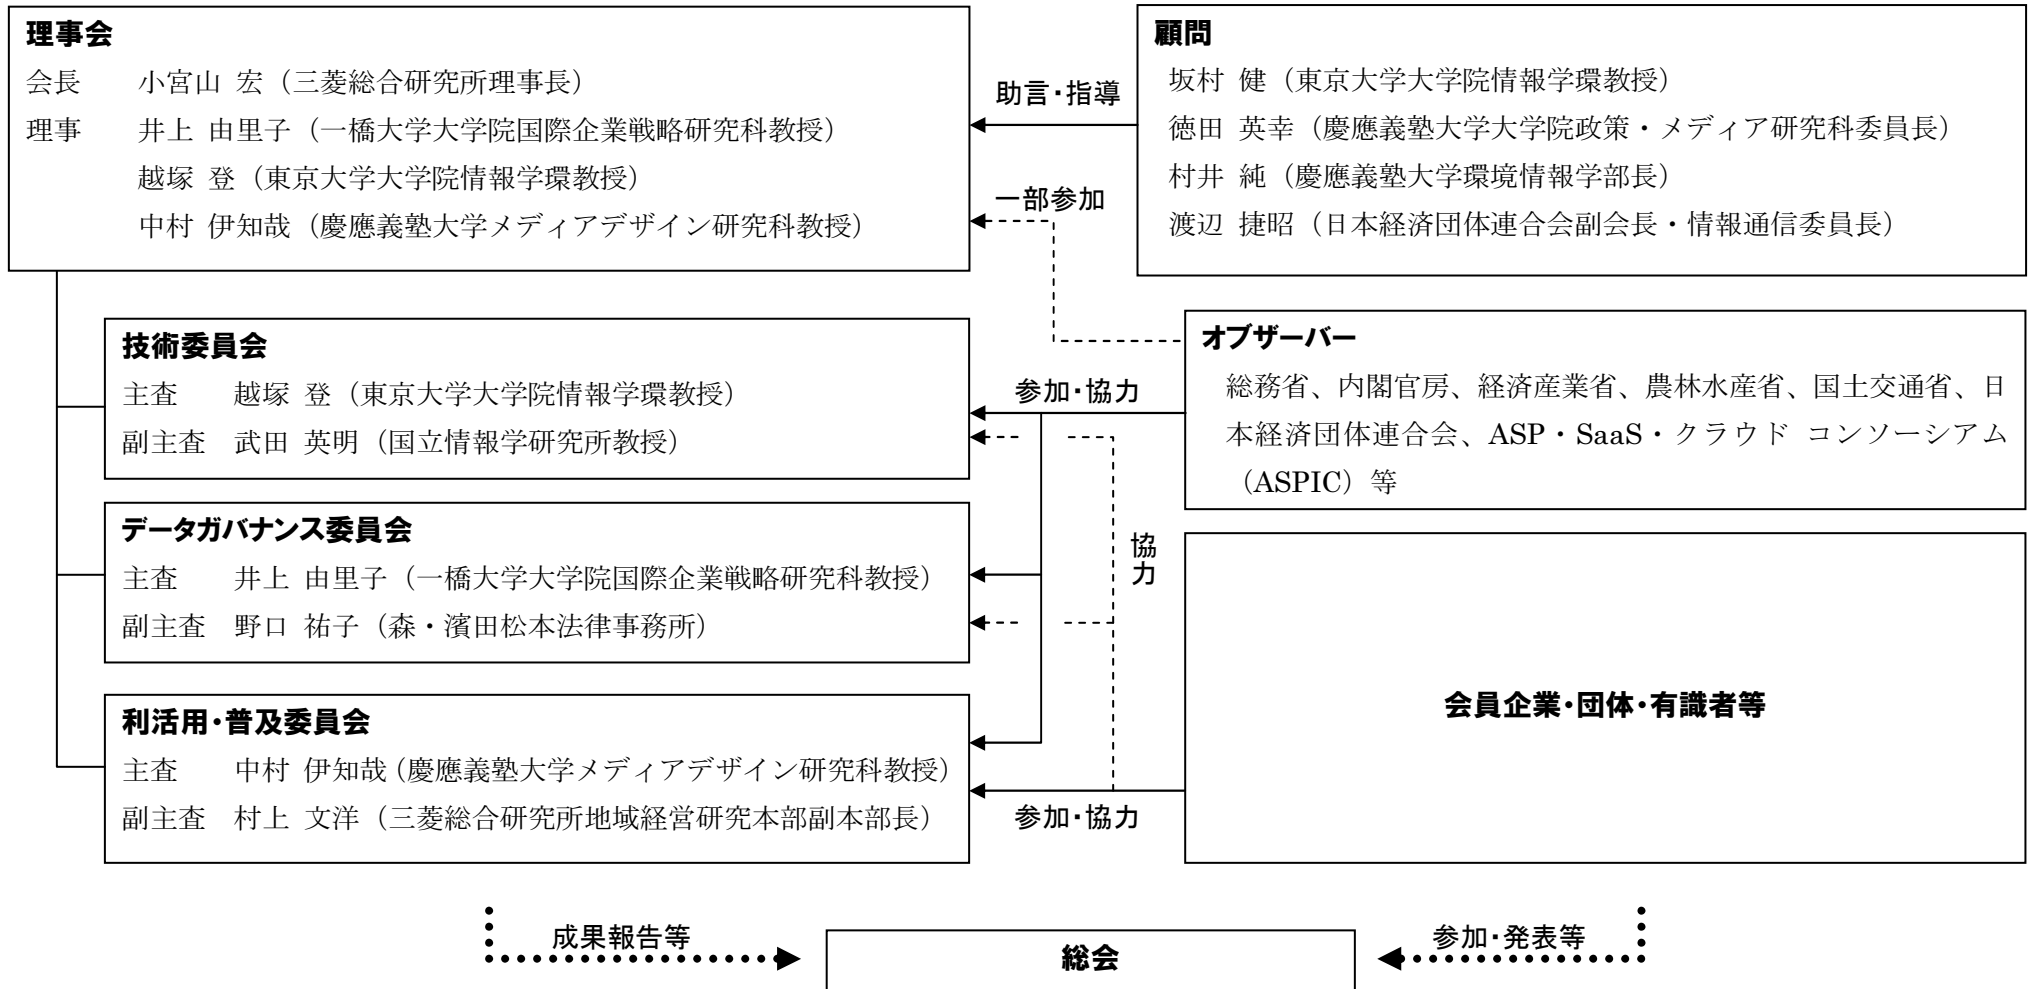 理事会
会長 小宮山 宏（三菱総合研究所理事長）
理事 井上 由里子（一橋大学大学院国際企業戦略研究科教授）
越塚 登（東京大学大学院情報学環教授）
中村 伊知哉（慶應義塾大学メディアデザイン研究科教授）
助言・指導
一部参加
顧問
坂村 健（東京大学大学院情報学環教授）
徳田 英幸（慶應義塾大学大学院政策・メディア研究科委員長）
村井 純（慶應義塾大学環境情報学部長）
渡辺 捷昭（日本経済団体連合会副会長・情報通信委員長）
技術委員会
主査 越塚 登（東京大学大学院情報学環教授）
副主査 武田 英明（国立情報学研究所教授）
参加・協力
オブザーバー
総務省、内閣官房、経済産業省、農林水産省、国土交通省、日
本経済団体連合会、ASP・SaaS・クラウド コンソーシアム
（ASPIC）等
データガバナンス委員会
主査 井上 由里子（一橋大学大学院国際企業戦略研究科教授）
副主査 野口 祐子（森・濱田松本法律事務所）
協力
利活用・普及委員会
主査 中村 伊知哉（慶應義塾大学メディアデザイン研究科教授）
副主査 村上 文洋（三菱総合研究所地域経営研究本部副本部長）
参加・協力
会員企業・団体・有識者等
成果報告等
総会
参加・発表等